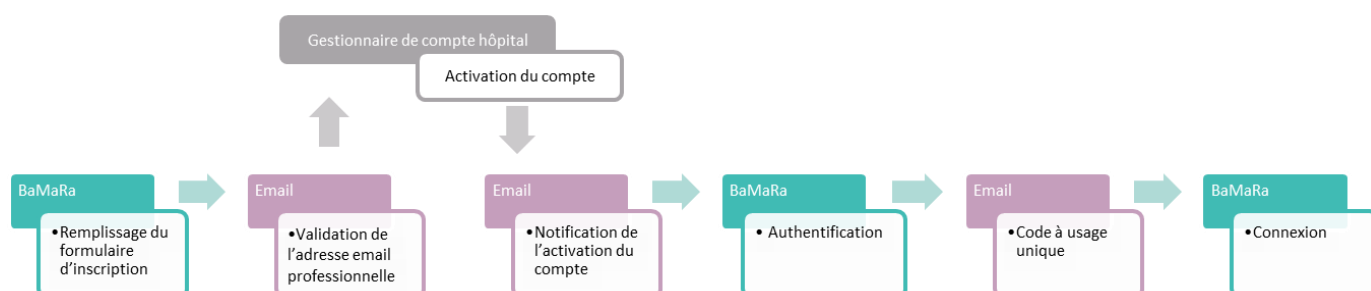 Gestionnaire de compte hôpital
Activation du compte
BaMaRa
•Remplissage du
formulaire
d'inscription
Email
•Validation de
l'adresse email
professionnelle
Email
•Notification de
l'activation du
compte
BaMaRa
• Authentification
Email
•Code à usage
unique
BaMaRa
•Connexion